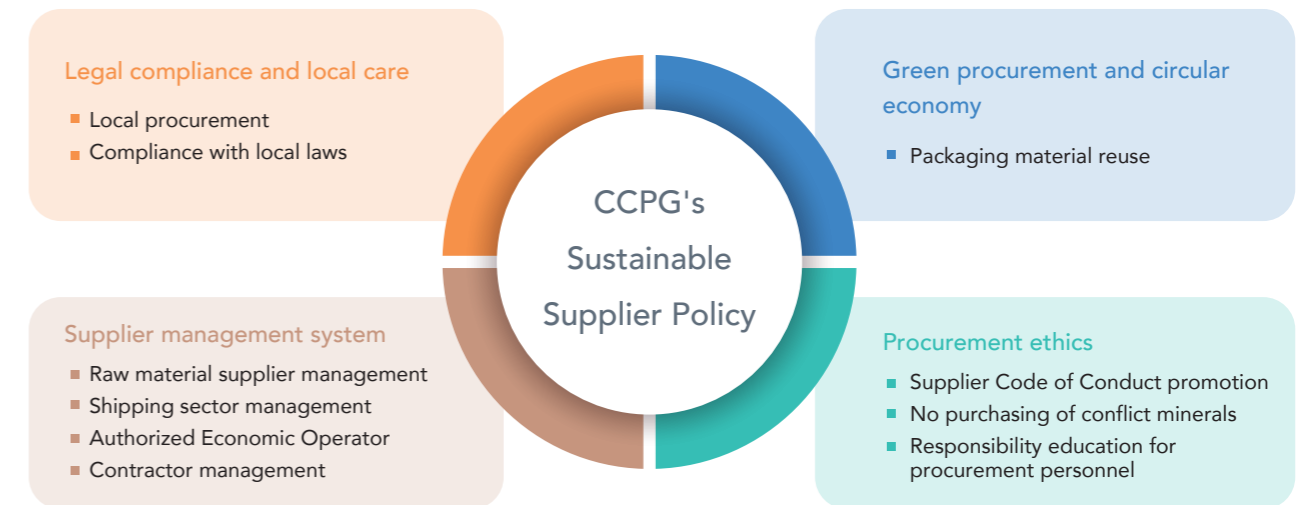 Legal compliance and local care
Local procurement
Compliance with local laws
Green procurement and circular
economy
Packaging material reuse
CCPG's
Sustainable
Supplier Policy
Supplier management system
Raw material supplier management
Shipping sector management
Authorized Economic Operator
Contractor management
Procurement ethics
Supplier Code of Conduct promotion
No purchasing of conflict minerals
Responsibility education for
procurement personnel